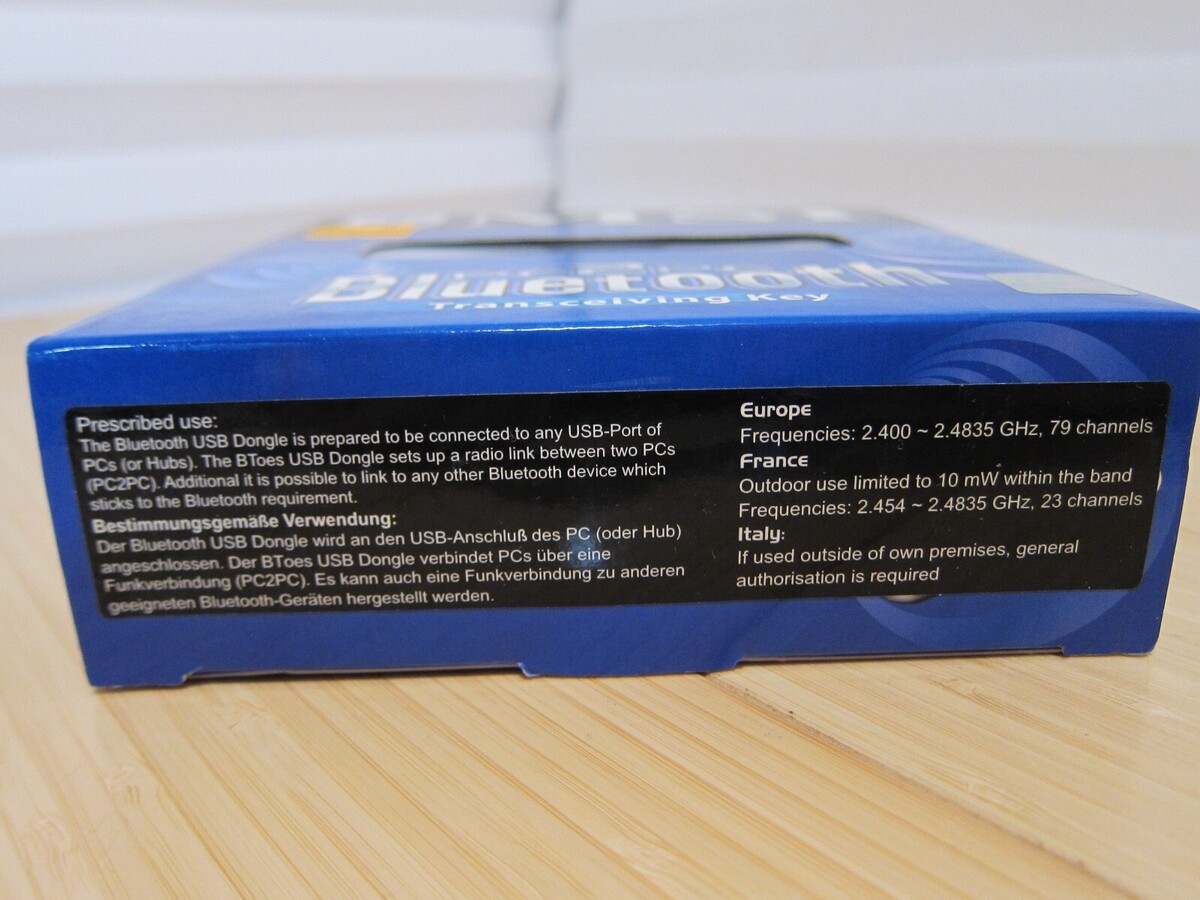 Bluetooth
Transceiving Key
Prescribed use:
The Bluetooth USB Dongle is prepared to be connected to any USB-Port of
PCs (or Hubs). The BToes USB Dongle sets up a radio link between two PCs
(PC2PC). Additional it is possible to link to any other Bluetooth device which
sticks to the Bluetooth requirement.
Bestimmungsgemäße Verwendung:
Der Bluetooth USB Dongle wird an den USB-Anschluß des PC (oder Hub)
angeschlossen. Der BToes USB Dongle verbindet PCs über eine
Funkverbindung (PC2PC). Es kann auch eine Funkverbindung zu anderen
geeigneten Bluetooth-Geräten hergestellt werden.
Europe
Frequencies: 2.400 ~ 2.4835 GHz, 79 channels
France
Outdoor use limited to 10 mW within the band
Frequencies: 2.454 ~ 2.4835 GHz, 23 channels
Italy:
If used outside of own premises, general
authorisation is required